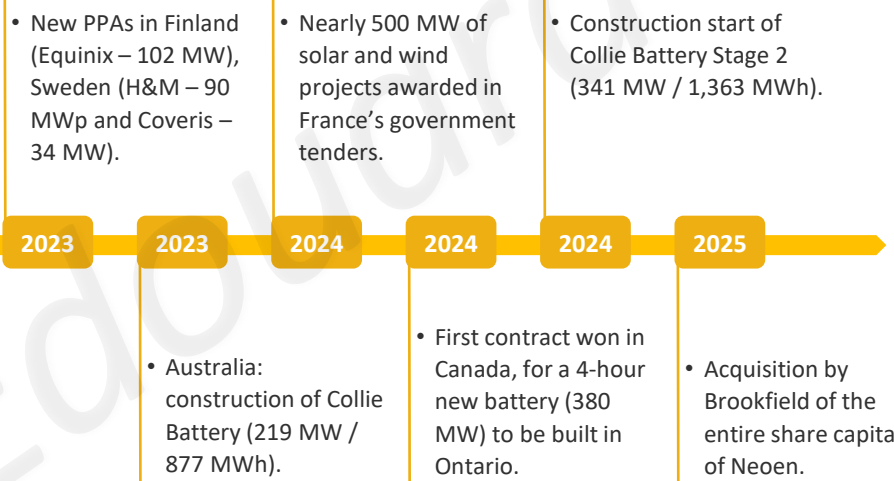 • New PPAs in Finland
(Equinix – 102 MW),
Sweden (H&M – 90
MWp and Coveris –
34 MW).
• Nearly 500 MW of
solar and wind
projects awarded in
France’s government
tenders.
• Construction start of
Collie Battery Stage 2
(341 MW / 1,363 MWh).
2023
2023
2024
2024
2024
2025
• Australia:
construction of Collie
Battery (219 MW /
877 MWh).
• First contract won in
Canada, for a 4-hour
new battery (380
MW) to be built in
Ontario.
• Acquisition by
Brookfield of the
entire share capita
of Neoen.
Edouard